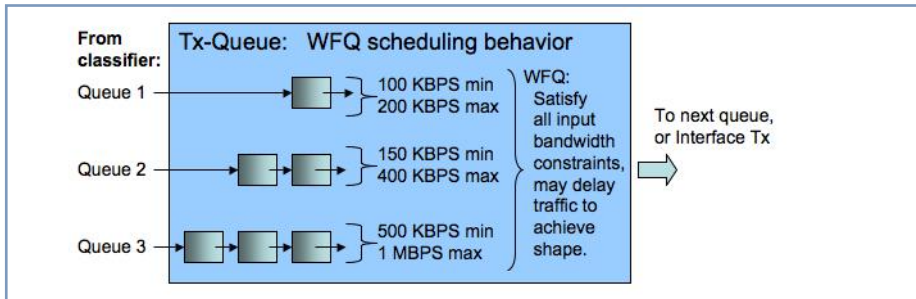 From
classifier:
Tx-Queue: WFQ scheduling behavior
Queue 1
100 KBPS min
200 KBPS max
Queue 2
150 KBPS min
400 KBPS max
Queue 3
500 KBPS min
1 MBPS max
WFQ:
Satisfy
all input
bandwidth
constraints,
may delay
traffic to
achieve
shape.
To next queue,
or Interface Tx